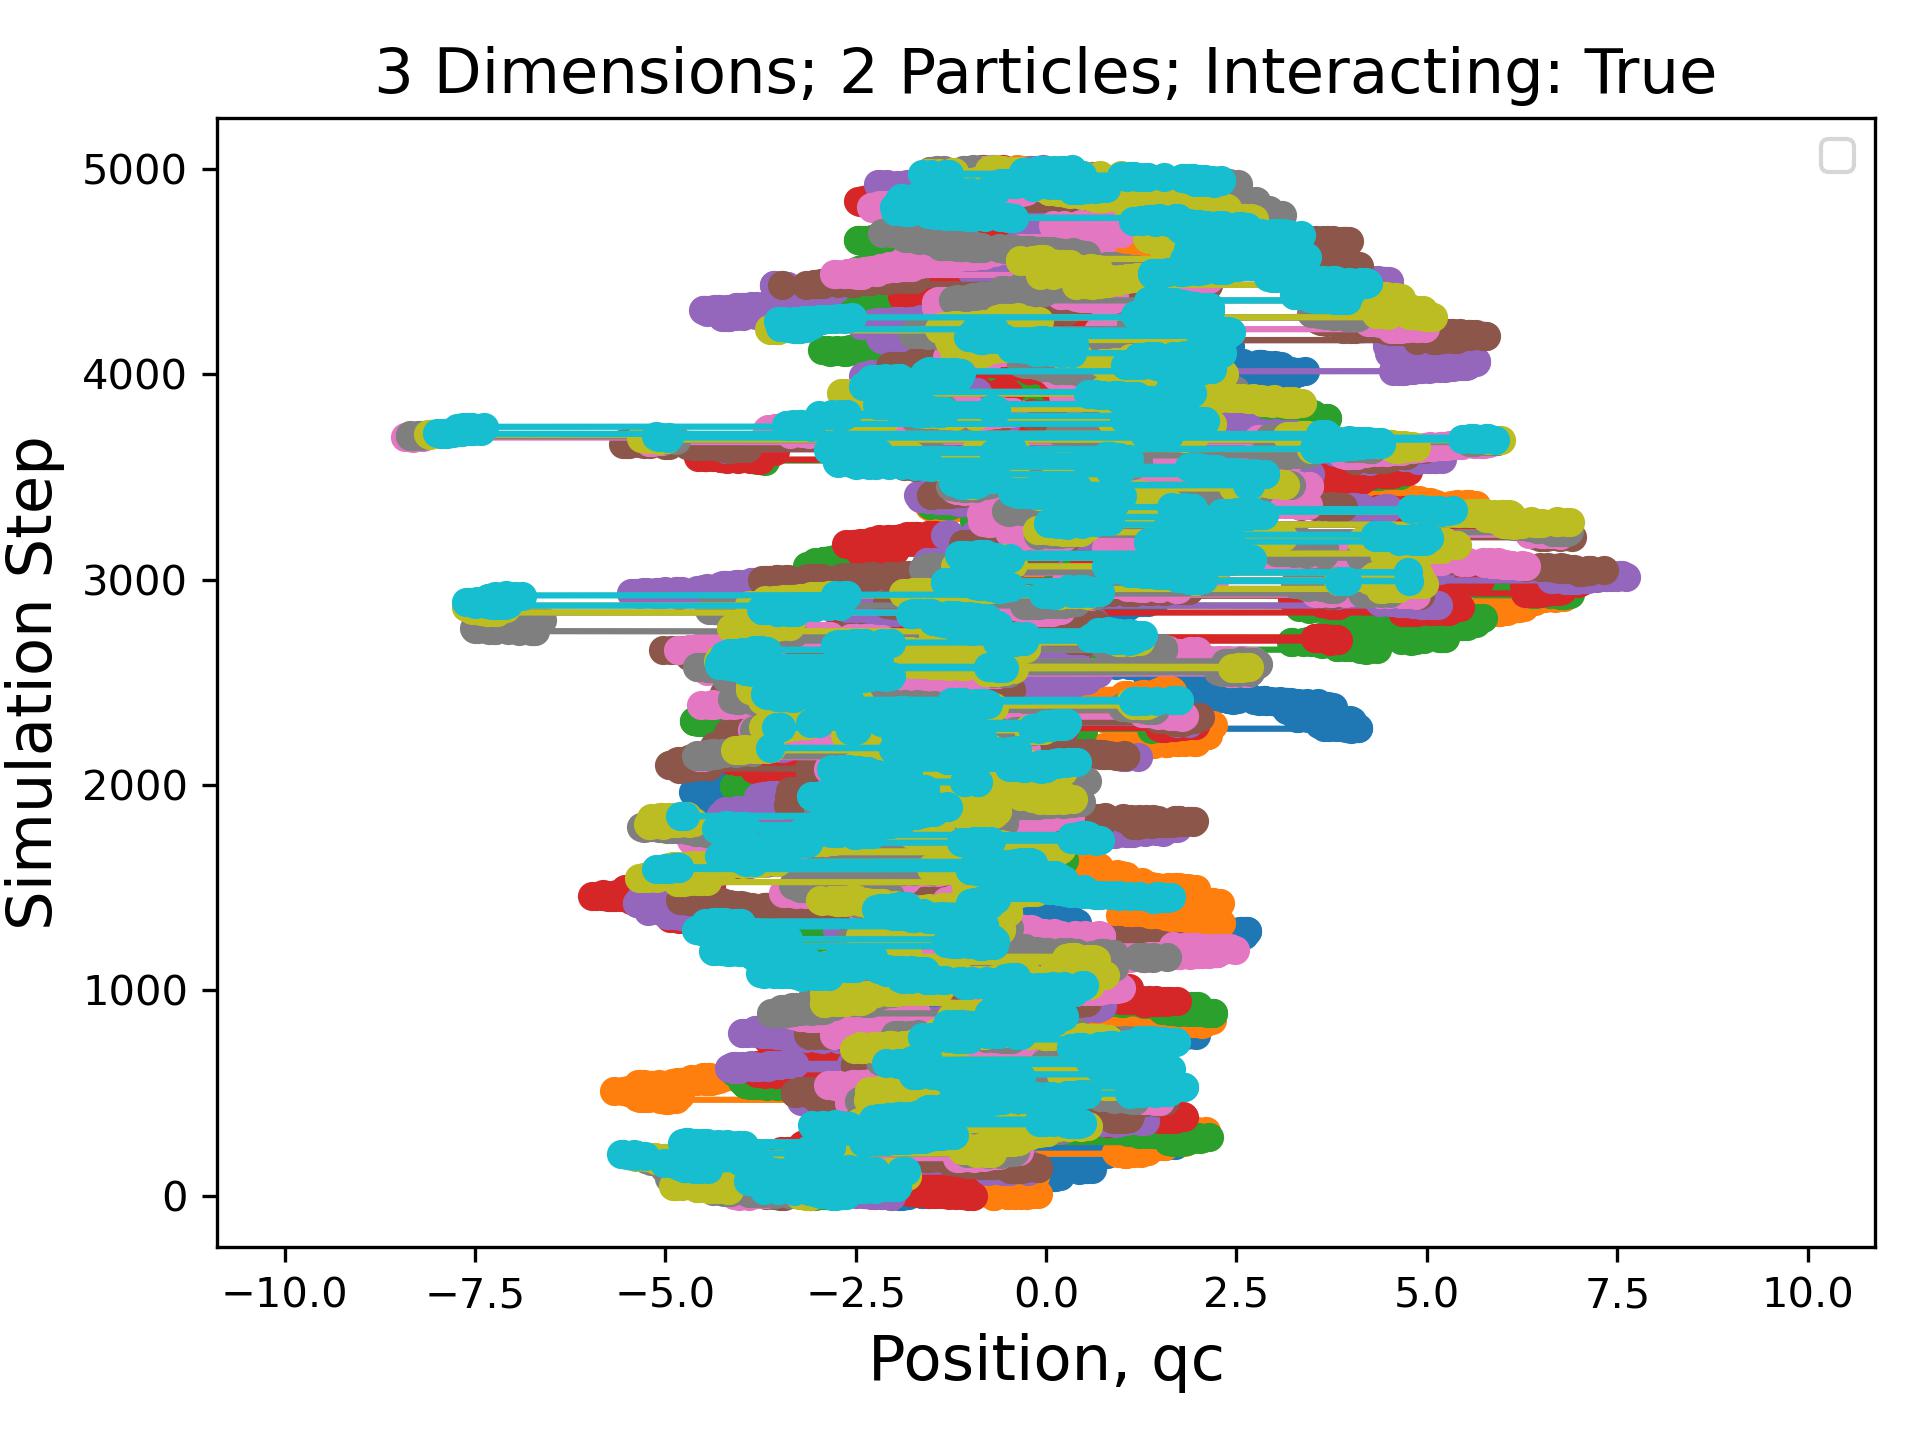 3 Dimensions; 2 Particles; Interacting: True
5000
4000
3000
2000
1000
0
Simulation Step
−10.0 −7.5 −5.0 −2.5 0.0 2.5 5.0 7.5 10.0
Position, qc